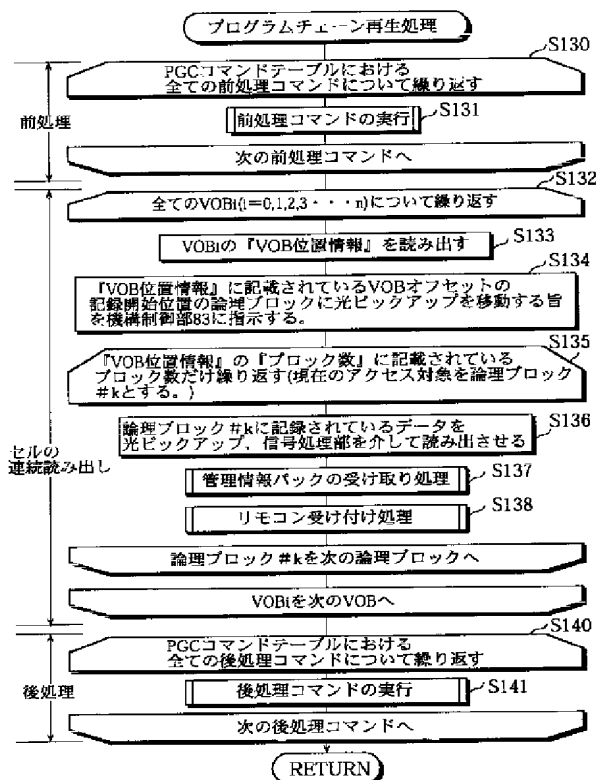 プログラムチェーン再生処理
S130
PGCコマンドテーブルにおける
全ての前処理コマンドについて繰り返す
前処理
S131
前処理コマンドの実行
次の前処理コマンドへ
S132
全てのVOBi(i=0,1,2,3・・・n)について繰り返す
S133
VOBiの『VOB位置情報』を読み出す
S134
『VOB位置情報』に記載されているVOBオフセットの
記録開始位置の論理ブロックに光ピックアップを移動する旨
を機構制御部83に指示する。
S135
『VOB位置情報』の『ブロック数』に記載されている
ブロック数だけ繰り返す(現在のアクセス対象を論理ブロック
#kとする。)
S136
論理ブロック#kに記録されているデータを
光ピックアップ、信号処理部を介して読み出させる
セルの
連続読み出し
S137
管理情報パックの受け取り処理
S138
リモコン受け付け処理
論理ブロック#kを次の論理ブロックへ
VOBiを次のVOBへ
S140
PGCコマンドテーブルにおける
全ての後処理コマンドについて繰り返す
後処理
S141
後処理コマンドの実行
次の後処理コマンドへ
RETURN